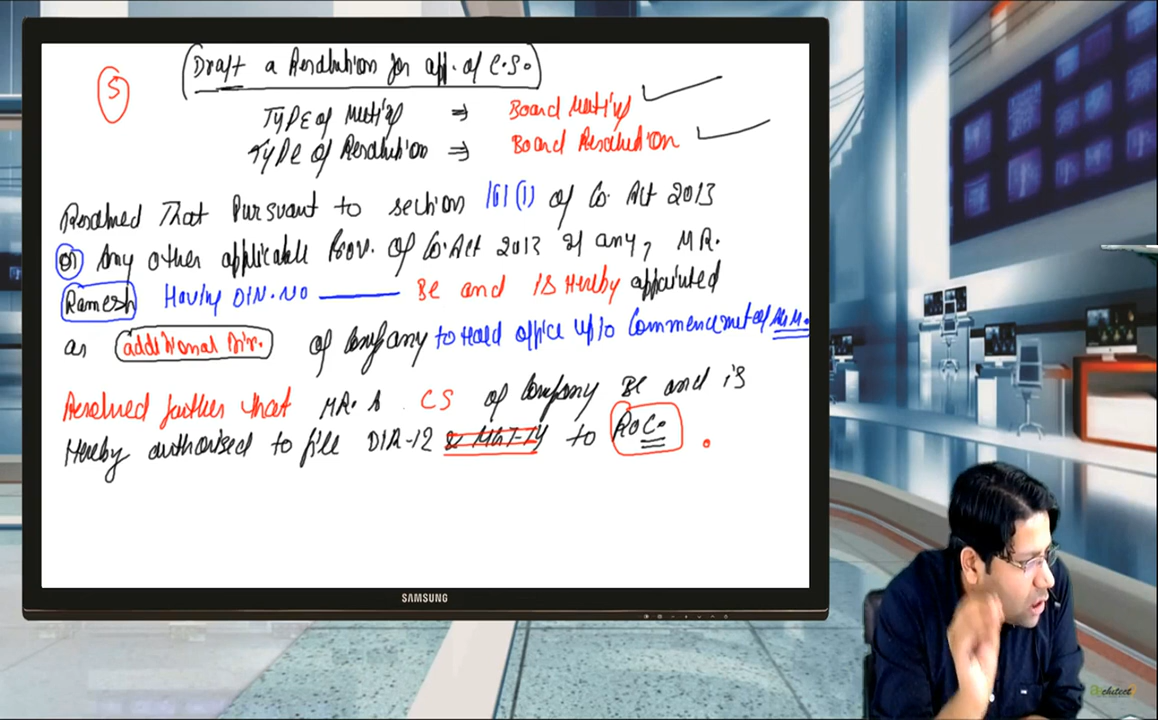 5
Draft a Resolution for app. of C.S.
TYPE of Meeting ⇒ Board Meeting
TYPE of Resolution ⇒ Board Resolution
Resolved That Pursuant to section 161(1) of Co. Act 2013
or any other applicable Prov. of Co. Act 2013 if any, MR.
Ramesh Having DIN. NO ______ Be and is Hereby appointed
as additional Dir. of Company to Hold office upto Commencement of
Resolved further that MR. A CS of Company Be and is
Hereby authorised to file DIR-12 & MGT-14 to ROC.
SAMSUNG